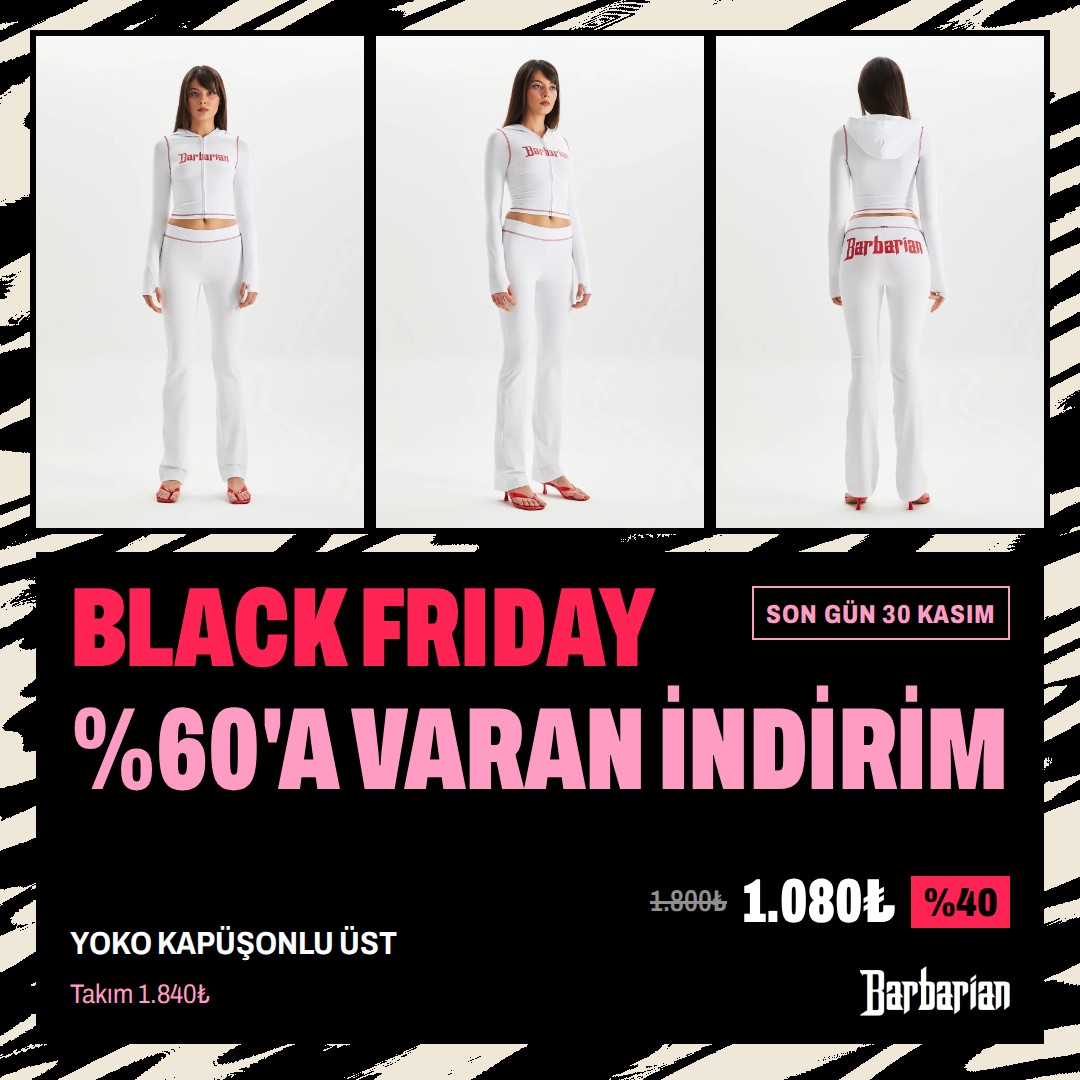 Barbarian
Barbarian
Barbarian
BLACK FRIDAY
SON GÜN 30 KASIM
%60'A VARAN İNDİRİM
1.800₺ 1.080₺ %40
YOKO KAPÜŞONLU ÜST
Takım 1.840₺
Barbarian